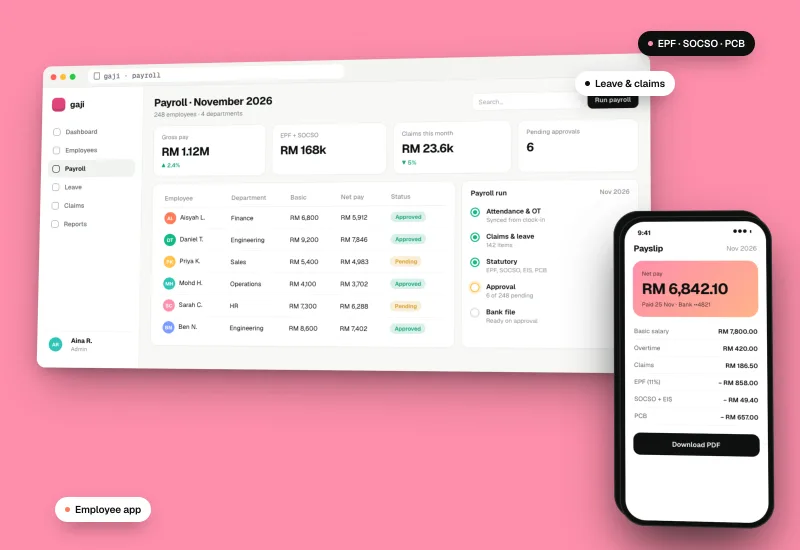 EPF · SOCSO · PCB
gaji · payroll
Leave & claims
gaji
Payroll · November 2026
248 employees · 4 departments
Search...
Run payroll
Dashboard
Employees
Payroll
Leave
Claims
Reports
Gross pay
RM 1.12M
▲ 2.4%
EPF + SOCSO
RM 168k
Claims this month
RM 23.6k
▼ 5%
Pending approvals
6
Employee Department Basic Net pay Status
Aisyah L. Finance RM 6,800 RM 5,912 Approved
DT Daniel T. Engineering RM 9,200 RM 7,846 Approved
Priya K. Sales RM 5,400 RM 4,983 Pending
MH Mohd H. Operations RM 4,100 RM 3,702 Approved
SC Sarah C. HR RM 7,300 RM 6,288 Pending
BN Ben N. Engineering RM 8,600 RM 7,402 Approved
Payroll run Nov 2026
Attendance & OT
Synced from clock-in
Claims & leave
142 items
Statutory
EPF, SOCSO, EIS, PCB
Approval
6 of 248 pending
Bank file
Ready on approval
AR Aina R.
Admin
9:41
Payslip Nov 2026
Net pay
RM 6,842.10
Paid 25 Nov · Bank ••4821
Basic salary RM 7,800.00
Overtime RM 420.00
Claims RM 186.50
EPF (11%) − RM 858.00
SOCSO + EIS − RM 49.40
PCB − RM 657.00
Download PDF
Employee app